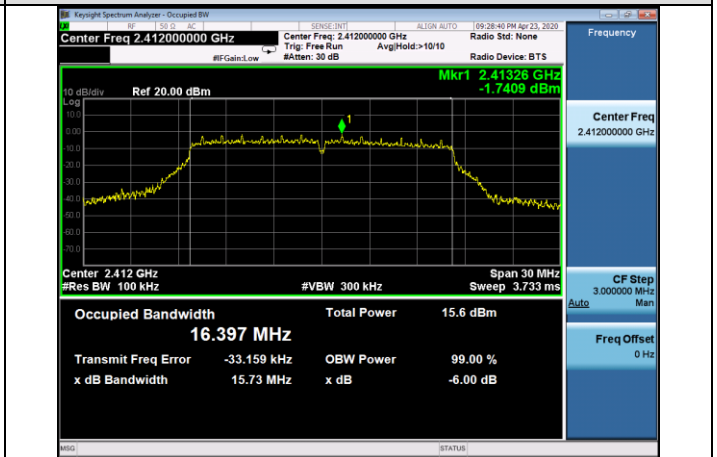 Keysight Spectrum Analyzer - Occupied BW
RF 50 Ω AC SENSE:INT ALIGN AUTO 09:28:40 PM Apr 23, 2020
Center Freq 2.412000000 GHz
Center Freq: 2.412000000 GHz
Radio Std: None
Trig: Free Run Avg|Hold:>10/10
#IFGain:Low #Atten: 30 dB Radio Device: BTS
Frequency
Mkr1 2.41326 GHz
-1.7409 dBm
10 dB/div Ref 20.00 dBm
Log
10.0
0.00
-10.0
-20.0
-30.0
-40.0
-50.0
-60.0
-70.0
1
Center 2.412 GHz Span 30 MHz
#Res BW 100 kHz #VBW 300 kHz Sweep 3.733 ms
Occupied Bandwidth Total Power 15.6 dBm
16.397 MHz
Transmit Freq Error -33.159 kHz OBW Power 99.00 %
x dB Bandwidth 15.73 MHz x dB -6.00 dB
Center Freq
2.412000000 GHz
CF Step
3.000000 MHz
Auto Man
Freq Offset
0 Hz
MSG STATUS